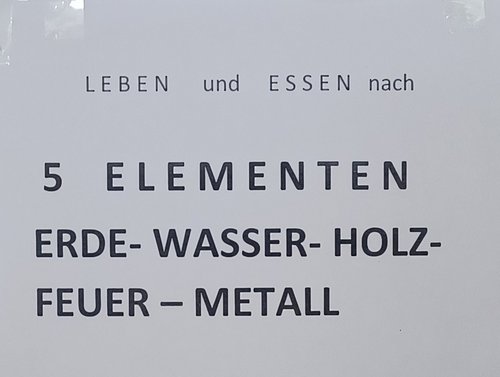 LEBEN und ESSEN nach
5 ELEMENTEN
ERDE- WASSER- HOLZ-
FEUER – METALL